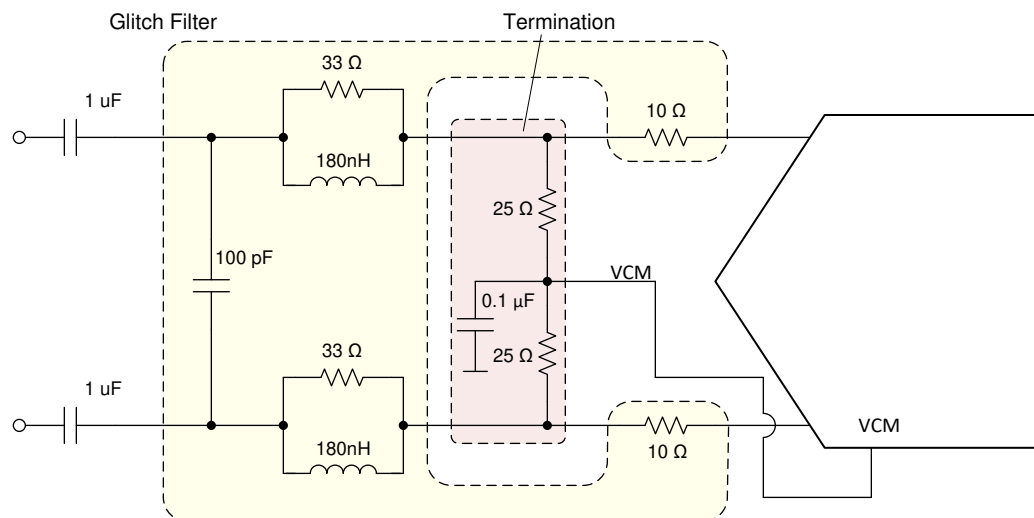 Glitch Filter
Termination
33 Ω
1 uF
10 Ω
180nH
25 Ω
100 pF
VCM
0.1 µF
33 Ω
25 Ω
1 uF
VCM
180nH
10 Ω